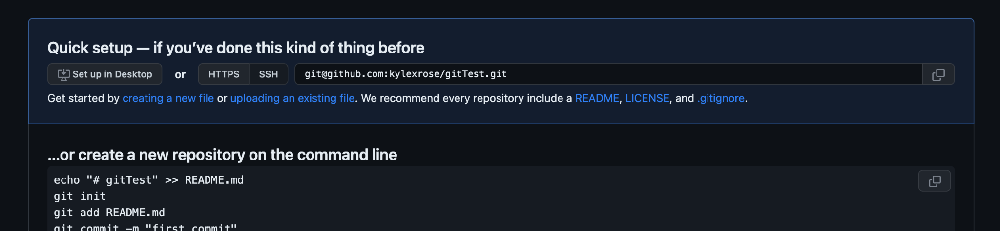 Quick setup — if you’ve done this kind of thing before
Set up in Desktop or HTTPS SSH git@github.com:kylexrose/gitTest.git
Get started by creating a new file or uploading an existing file. We recommend every repository include a README, LICENSE, and .gitignore.
...or create a new repository on the command line
echo "# gitTest" >> README.md
git init
git add README.md
git commit -m "first commit"